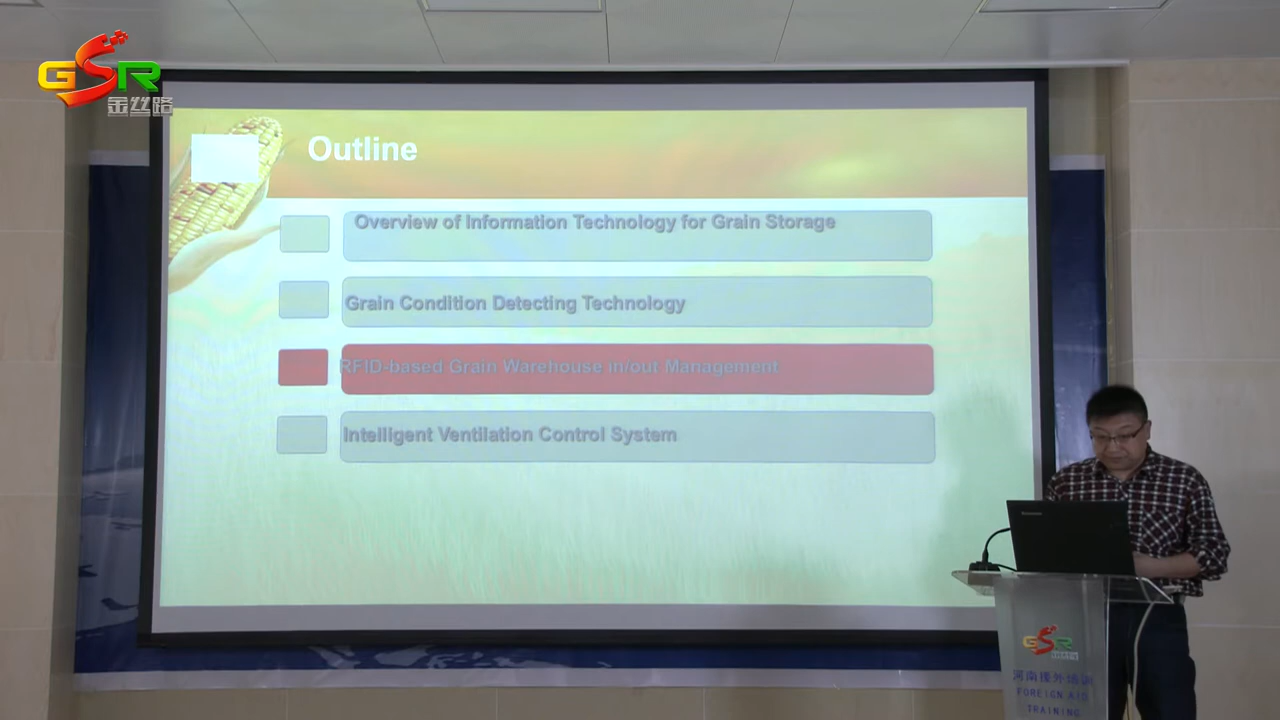 GSR
金丝路
Outline
Overview of Information Technology for Grain Storage
Grain Condition Detecting Technology
RFID-based Grain Warehouse in/out Management
Intelligent Ventilation Control System
GSR
河南援外培训
FOREIGN AID
TRAINING